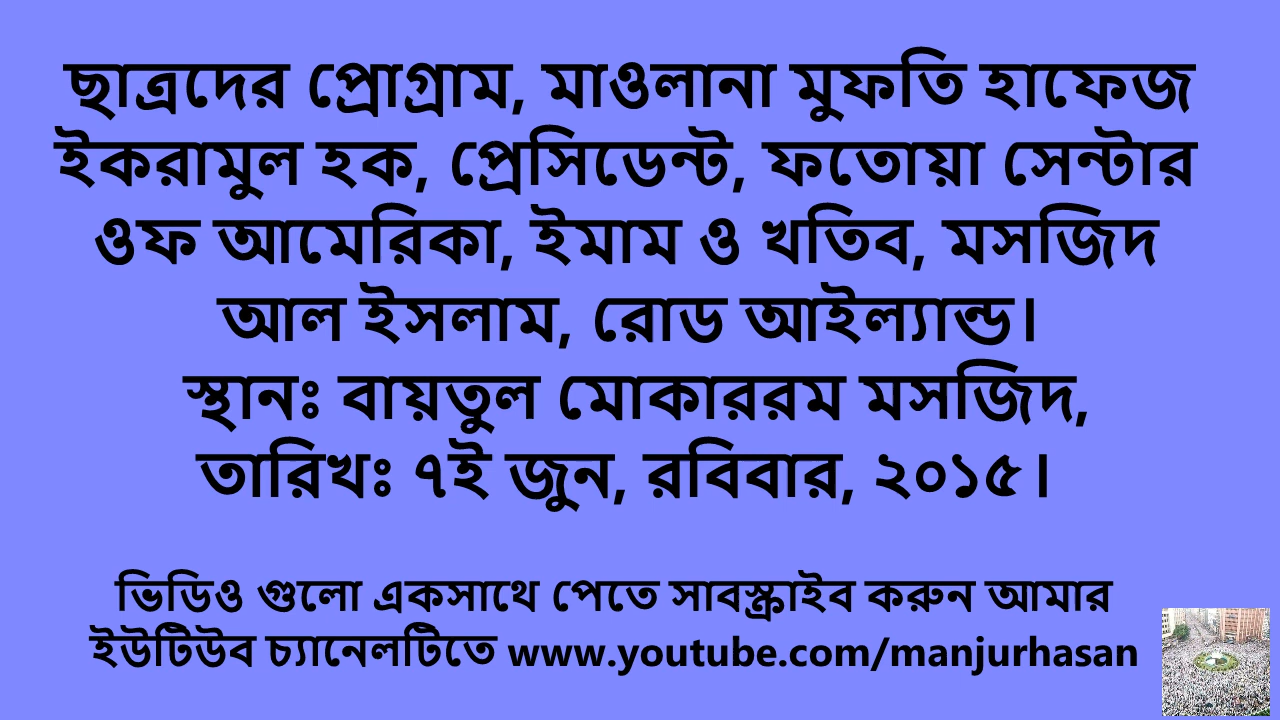 ছাত্রদের প্রোগ্রাম, মাওলানা মুফতি হাফেজ
ইকরামুল হক, প্রেসিডেন্ট, ফতোয়া সেন্টার
ওফ আমেরিকা, ইমাম ও খতিব, মসজিদ
আল ইসলাম, রোড আইল্যান্ড।
স্থানঃ বায়তুল মোকাররম মসজিদ,
তারিখঃ ৭ই জুন, রবিবার, ২০১৫।
ভিডিও গুলো একসাথে পেতে সাবস্ক্রাইব করুন আমার
ইউটিউব চ্যানেলটিতে www.youtube.com/manjurhasan